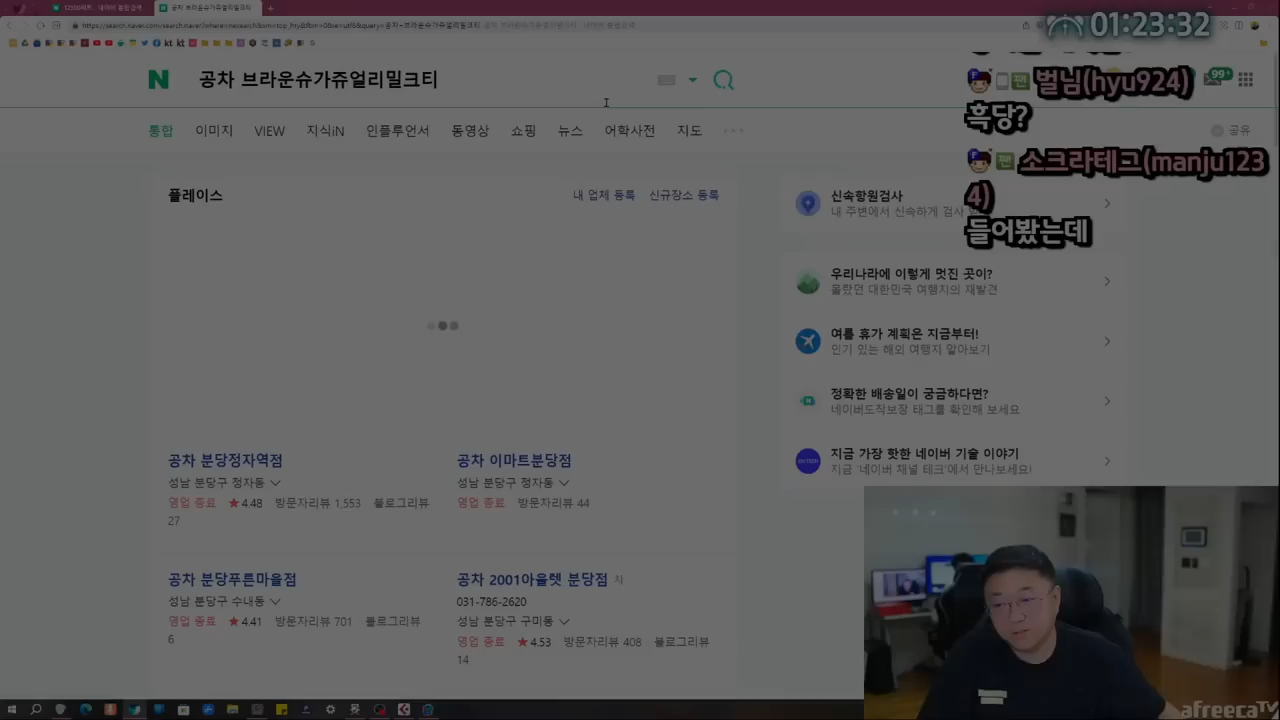 01:23:32
N 공차 브라운슈가쥬얼리밀크티
99+
벌님(hyu924)
흑당?
소크라테그(manju123
4)
들어봤는데
통합 이미지 VIEW 지식iN 인플루언서 동영상 쇼핑 뉴스 어학사전 지도
공유
플레이스
내 업체 등록 신규장소 등록
공차 분당정자역점
성남 분당구 정자동
영업 종료 ★4.48 방문자리뷰 1,553 블로그리뷰
27
공차 이마트분당점
성남 분당구 정자동
영업 종료 방문자리뷰 44
공차 분당푸른마을점
성남 분당구 수내동
영업 종료 ★4.41 방문자리뷰 701 블로그리뷰
6
공차 2001아울렛 분당점 차
031-786-2620
성남 분당구 구미동
영업 종료 ★4.53 방문자리뷰 408 블로그리뷰
14
신속항원검사
내 주변에서 신속하게 검사
우리나라에 이렇게 멋진 곳이?
몰랐던 대한민국 여행지의 재발견
여름 휴가 계획은 지금부터!
인기 있는 해외 여행지 알아보기
정확한 배송일이 궁금하다면?
네이버도착보장 태그를 확인해 보세요
지금 가장 핫한 네이버 기술 이야기
지금 '네이버 채널 테크'에서 만나보세요!
afreecaTV